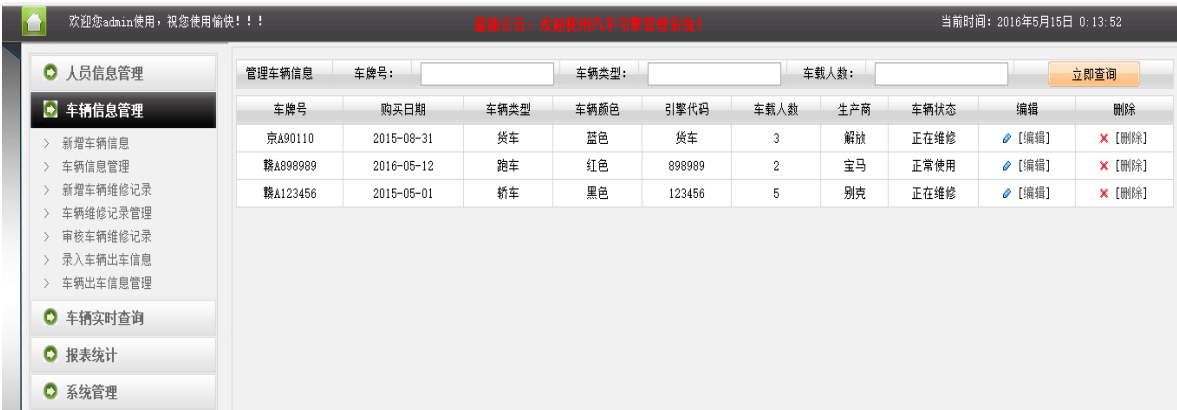 欢迎您admin使用，祝您使用愉快！！！ 最新公告：欢迎使用汽车引擎管理系统！ 当前时间：2016年5月15日 0:13:52
人员信息管理
车辆信息管理
新增车辆信息
车辆信息管理
新增车辆维修记录
车辆维修记录管理
审核车辆维修记录
录入车辆出车信息
车辆出车信息管理
车辆实时查询
报表统计
系统管理
管理车辆信息 车牌号： 车辆类型： 车载人数： 立即查询
车牌号 购买日期 车辆类型 车辆颜色 引擎代码 车载人数 生产商 车辆状态 编辑 删除
京A90110 2015-08-31 货车 蓝色 货车 3 解放 正在维修 [编辑] [删除]
赣A898989 2016-05-12 跑车 红色 898989 2 宝马 正常使用 [编辑] [删除]
赣A123456 2015-05-01 轿车 黑色 123456 5 别克 正在维修 [编辑] [删除]